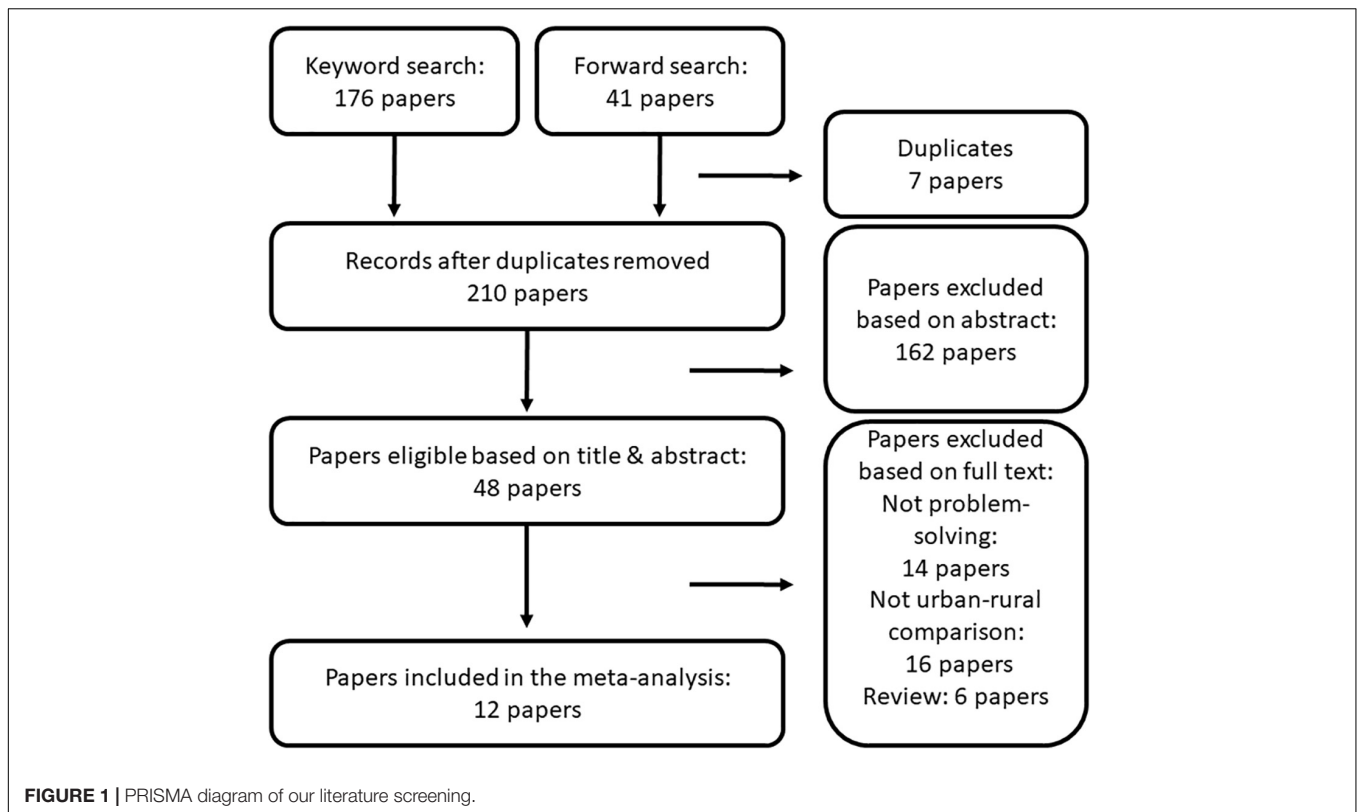 Keyword search:
176 papers
Forward search:
41 papers
Duplicates
7 papers
Records after duplicates removed
210 papers
Papers excluded
based on abstract:
162 papers
Papers eligible based on title & abstract:
48 papers
Papers excluded
based on full text:
Not problem-
solving:
14 papers
Not urban-rural
comparison:
16 papers
Review: 6 papers
Papers included in the meta-analysis:
12 papers
FIGURE 1 | PRISMA diagram of our literature screening.